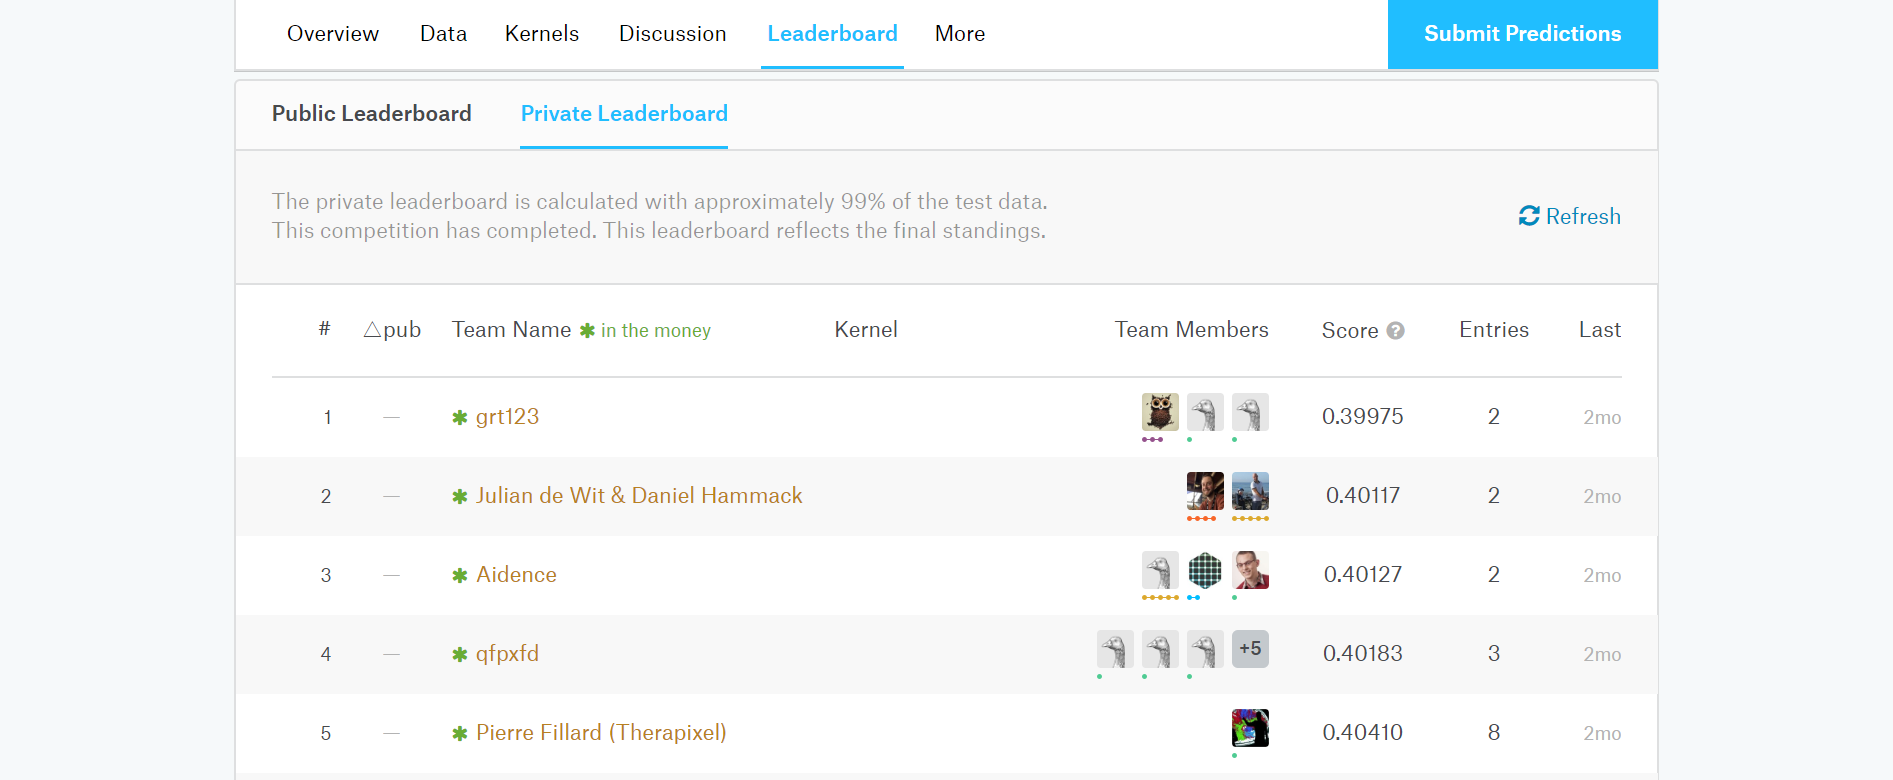 Overview Data Kernels Discussion Leaderboard More Submit Predictions
Public Leaderboard Private Leaderboard
The private leaderboard is calculated with approximately 99% of the test data.
This competition has completed. This leaderboard reflects the final standings.
Refresh
# △pub Team Name ✱ in the money Kernel Team Members Score ? Entries Last
1 — ✱ grt123 0.39975 2 2mo
2 — ✱ Julian de Wit & Daniel Hammack 0.40117 2 2mo
3 — ✱ Aidence 0.40127 2 2mo
4 — ✱ qfpxfd +5 0.40183 3 2mo
5 — ✱ Pierre Fillard (Therapixel) 0.40410 8 2mo